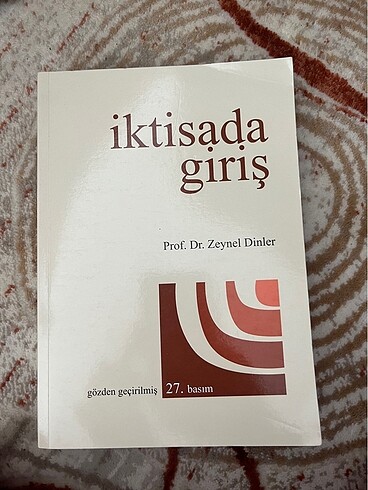 iktisada
giriş
Prof. Dr. Zeynel Dinler
gözden geçirilmiş 27. basım